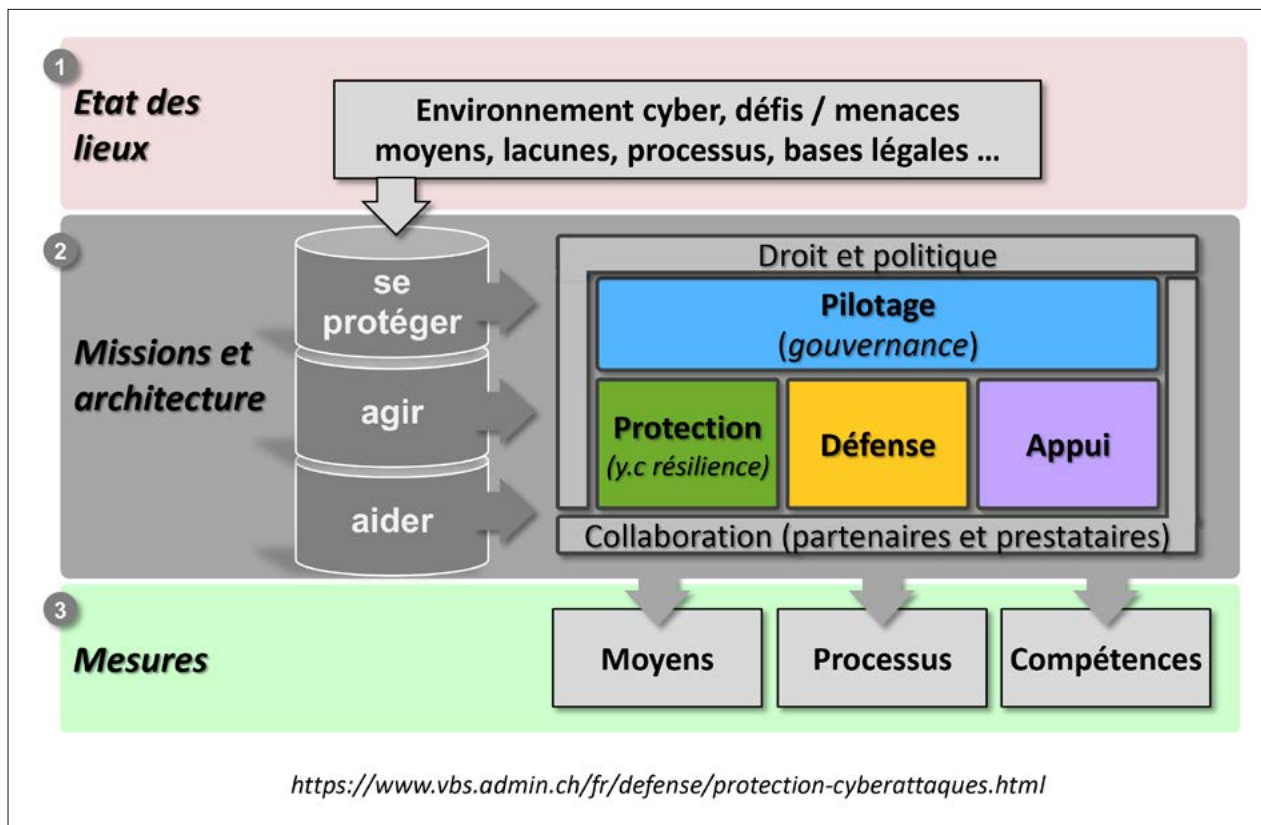 1
Etat des
lieux
Environnement cyber, défis / menaces
moyens, lacunes, processus, bases légales ...
2
Missions et
architecture
se
protéger
agir
aider
Droit et politique
Pilotage
(gouvernance)
Protection
(y.c résilience)
Défense
Appui
Collaboration (partenaires et prestataires)
3
Mesures
Moyens
Processus
Compétences
https://www.vbs.admin.ch/fr/defense/protection-cyberattaques.html